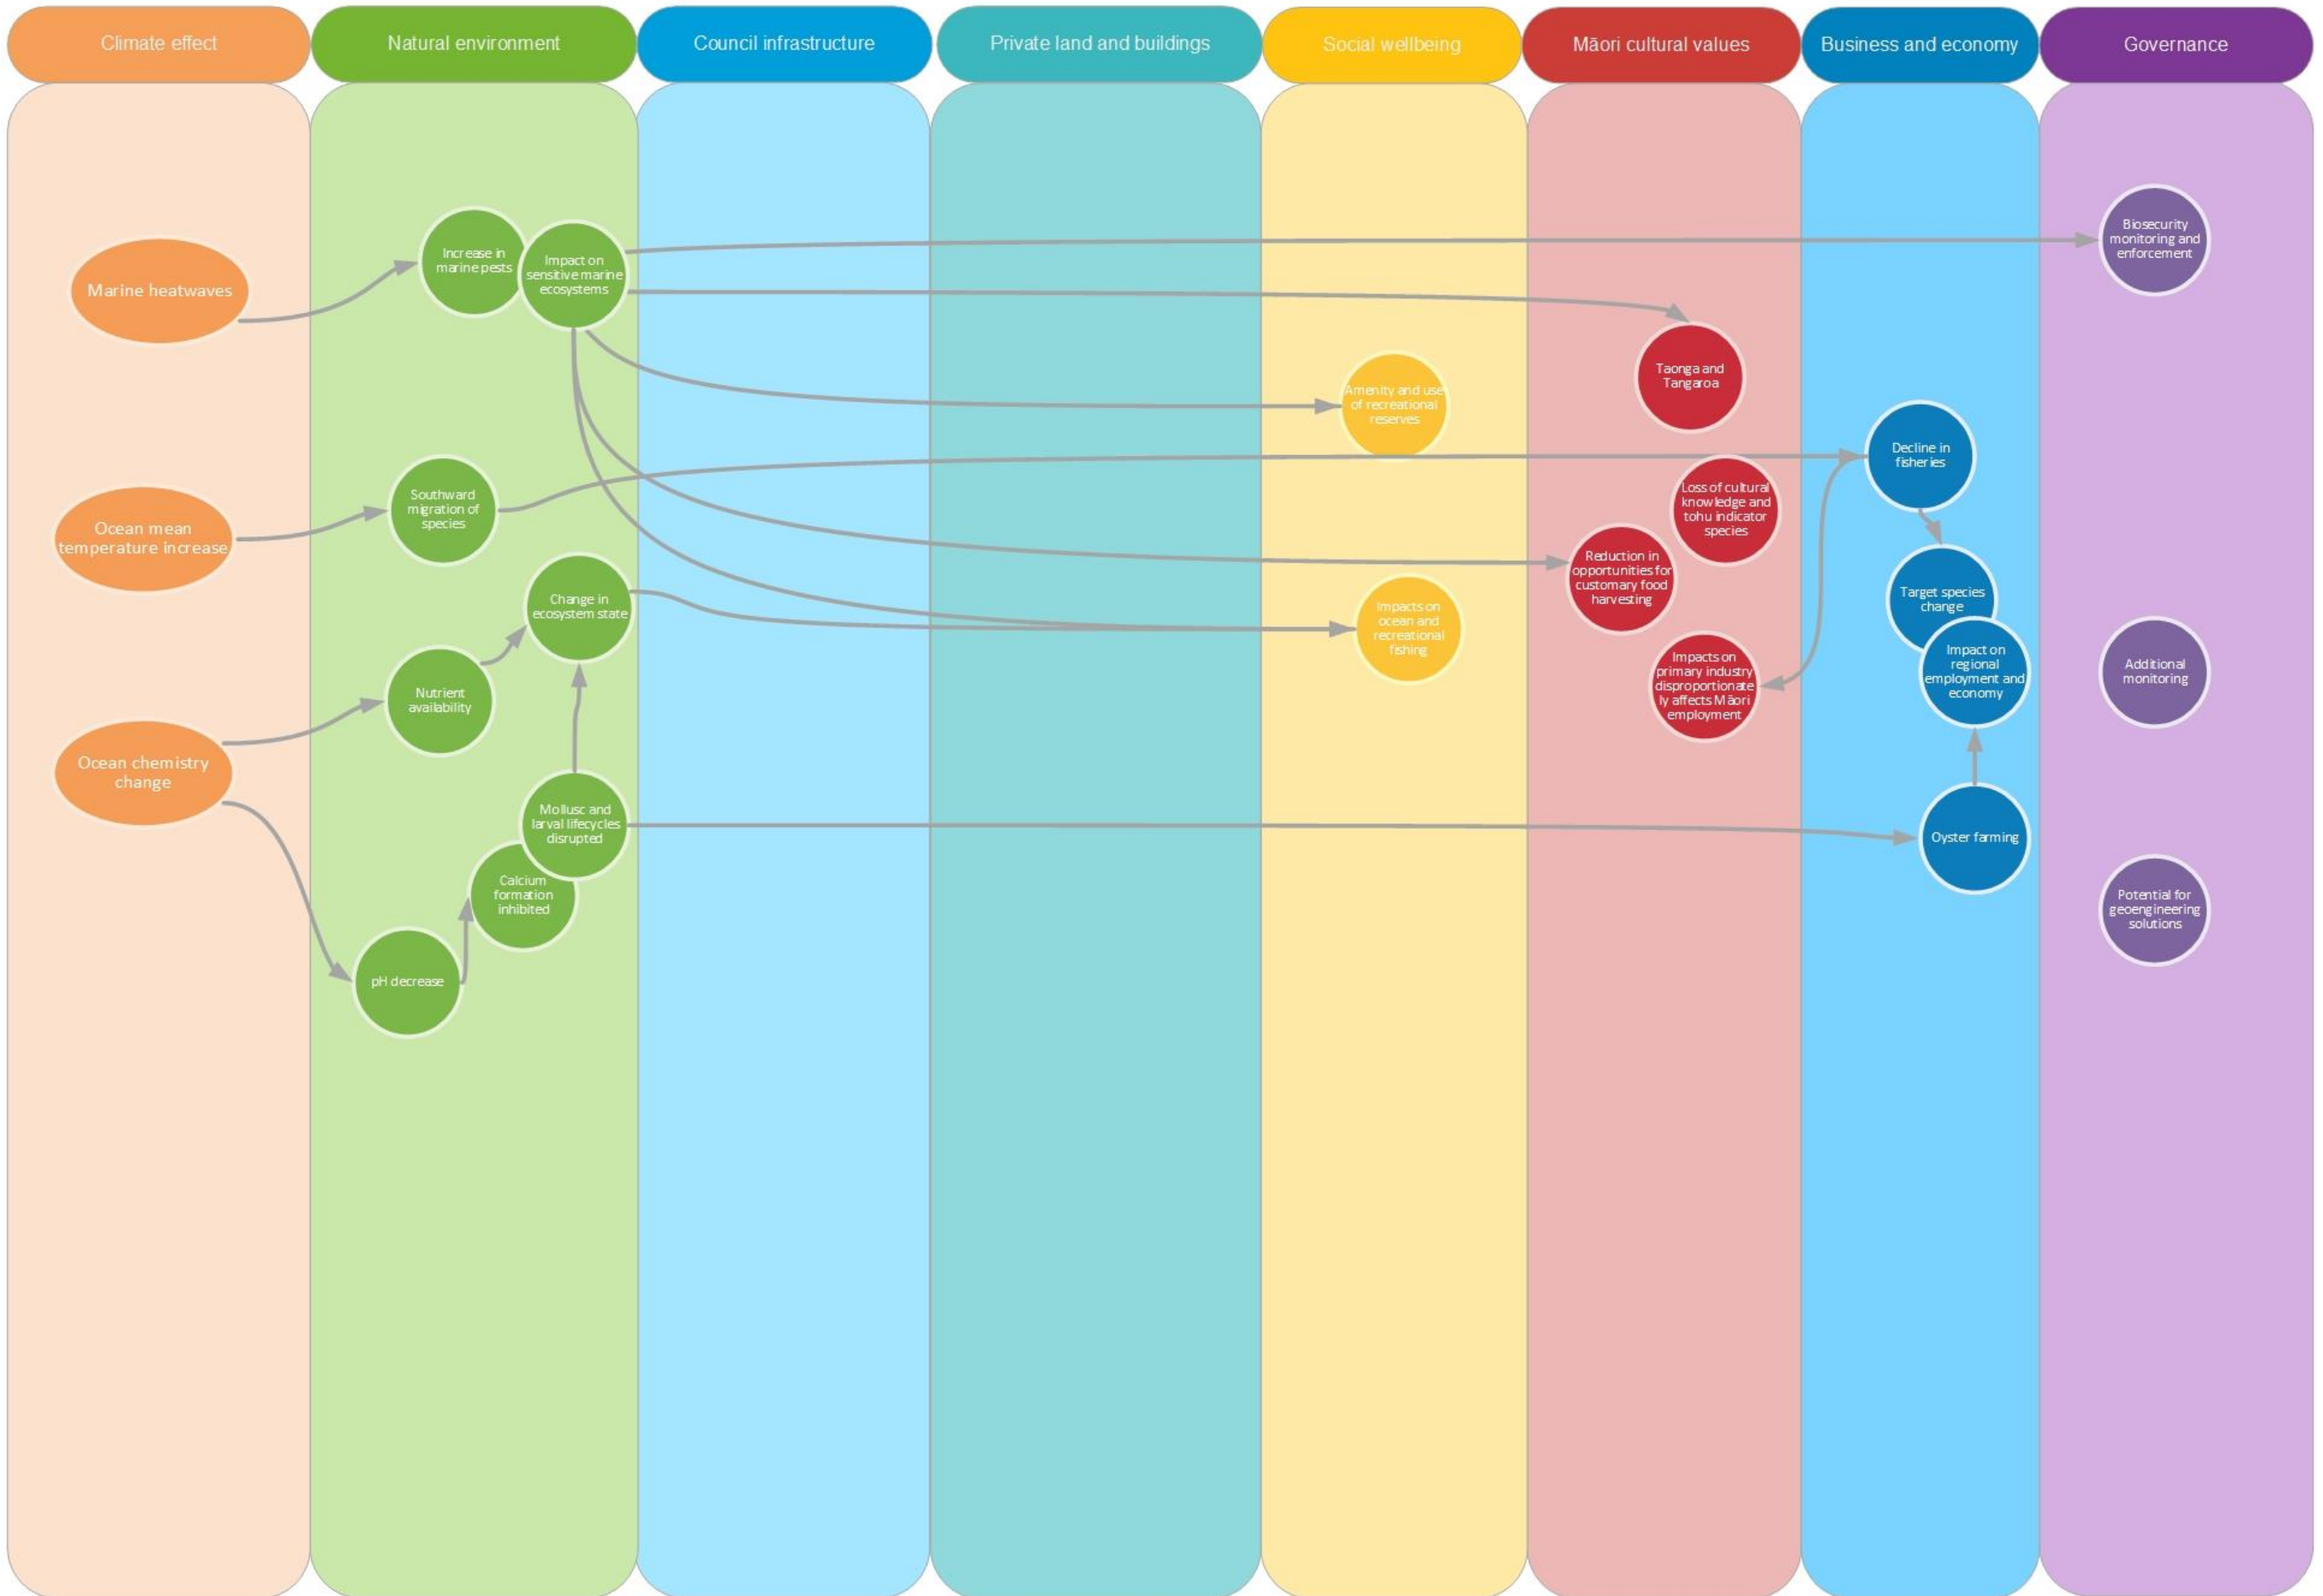 Climate effect
Natural environment
Council infrastructure
Private land and buildings
Social wellbeing
Māori cultural values
Business and economy
Governance
Marine heatwaves
Ocean mean
temperature increase
Ocean chemistry
change
Increase in
marine pests
Impact on
sensitive marine
ecosystems
Southward
migration of
species
Change in
ecosystem state
Nutrient
availability
Mollusc and
larval lifecycles
disrupted
Calcium
formation
inhibited
pH decrease
Amenity and use
of recreational
reserves
Impacts on
ocean and
recreational
fishing
Taonga and
Tangaroa
Loss of cultural
knowledge and
tohu indicator
species
Reduction in
opportunities for
customary food
harvesting
Impacts on
primary industry
disproportionate
ly affects Māori
employment
Decline in
fisheries
Target species
change
Impact on
regional
employment and
economy
Oyster farming
Biosecurity
monitoring and
enforcement
Additional
monitoring
Potential for
geoengineering
solutions